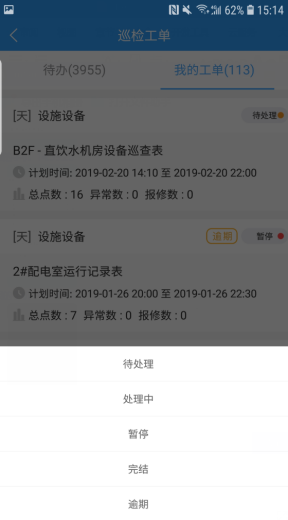 62% 15:14
巡检工单
待办(3955) 我的工单(113)
[天] 设施设备 待处理
B2F - 直饮水机房设备巡查表
计划时间: 2019-02-20 14:10 至 2019-02-20 22:00
总点数 : 16 异常数 : 0 报修数 : 0
[天] 设施设备 逾期 暂停
2#配电室运行记录表
计划时间: 2019-01-26 20:00 至 2019-01-26 22:30
总点数 : 7 异常数 : 0 报修数 : 0
待处理
处理中
暂停
完结
逾期